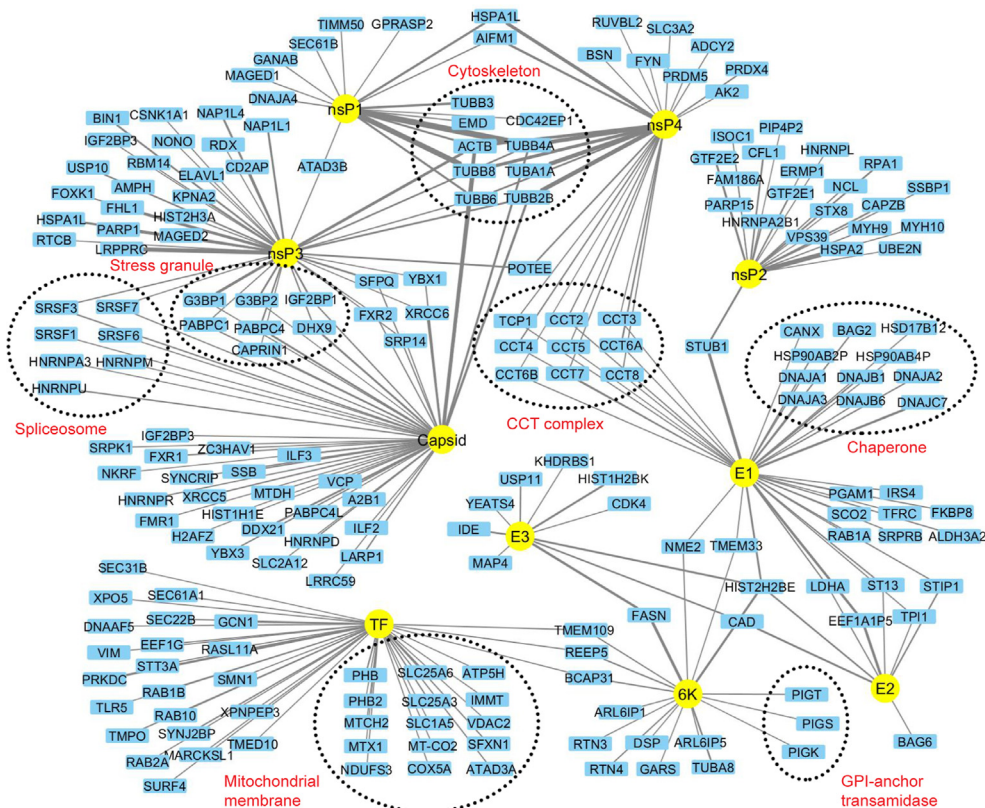 TIMM50
GPRASP2
HSPA1L
RUVBL2
SLC3A2
SEC61B
AIFM1
ADCY2
GANAB
BSN
FYN
PRDX4
MAGED1
Cytoskeleton
PRDM5
AK2
DNAJA4
nsP1
TUBB3
CDC42EP1
nsP4
BIN1
CSNK1A1
NAP1L4
EMD
ISOC1
PIP4P2
IGF2BP3
NONO
NAP1L1
ACTB
TUBB4A
GTF2E2
CFL1
HNRNPL
USP10
RBM14
RDX
ATAD3B
TUBB8
TUBA1A
FAM186A
ERMP1
RPA1
FOXK1
AMPH
ELAVL1
CD2AP
TUBB6
TUBB2B
PARP15
GTF2E1
NCL
SSBP1
FHL1
KPNA2
HNRNPA2B1
STX8
CAPZB
HSPA1L
HIST2H3A
VPS39
MYH9
MYH10
RTCB
PARP1
MAGED2
HSPA2
UBE2N
LRPPRC
nsP3
nsP2
Stress granule
SFPQ
YBX1
POTEE
SRSF3
SRSF7
G3BP1
G3BP2
IGF2BP1
FXR2
XRCC6
SRSF1
SRSF6
PABPC1
PABPC4
DHX9
SRP14
CAPRIN1
HNRNPA3
HNRNPM
HNRNPU
Spliceosome
TCP1
CCT2
CCT3
CCT4
CCT5
CCT6A
CCT6B
CCT7
CCT8
CCT complex
STUB1
CANX
BAG2
HSD17B12
HSP90AB2P
HSP90AB4P
DNAJA1
DNAJB1
DNAJA2
DNAJA3
DNAJB6
DNAJC7
Chaperone
Capsid
IGF2BP3
SRPK1
FXR1
ZC3HAV1
ILF3
NKRF
SYNCRIP
SSB
VCP
HNRNPR
XRCC5
MTDH
A2B1
FMR1
HIST1H1E
PABPC4L
H2AFZ
DDX21
ILF2
YBX3
HNRNPD
SLC2A12
LARP1
LRRC59
E1
KHDRBS1
USP11
HIST1H2BK
YEATS4
CDK4
IDE
E3
MAP4
PGAM1
IRS4
SCO2
TFRC
FKBP8
RAB1A
SRPRB
ALDH3A2
NME2
TMEM33
HIST2H2BE
LDHA
ST13
STIP1
FASN
CAD
EEF1A1P5
TPI1
SEC31B
XPO5
SEC61A1
DNAAF5
SEC22B
GCN1
TF
TMEM109
VIM
EEF1G
RASL11A
REEP5
PRKDC
STT3A
SMN1
BCAP31
TLR5
RAB1B
XPNPEP3
TMPO
RAB10
SYNJ2BP
RAB2A
MARCKSL1
TMED10
SURF4
PHB
SLC25A6
ATP5H
PHB2
SLC25A3
IMMT
MTCH2
SLC1A5
VDAC2
MTX1
MT-CO2
SFXN1
NDUFS3
COX5A
ATAD3A
Mitochondrial
membrane
6K
E2
ARL6IP1
RTN3
DSP
ARL6IP5
RTN4
GARS
TUBA8
PIGT
PIGS
PIGK
BAG6
GPI-anchor
transamidase